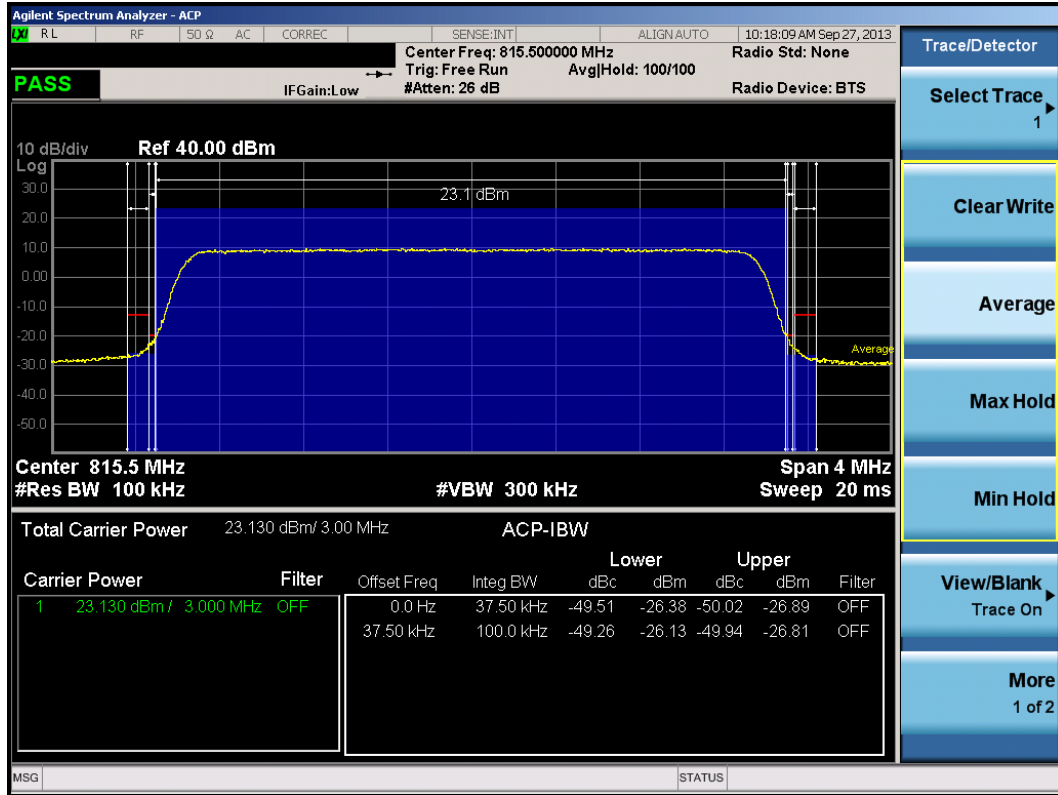 Agilent Spectrum Analyzer - ACP
LXI RL RF 50 Ω AC CORREC SENSE:INT ALIGN AUTO 10:18:09 AM Sep 27, 2013
Center Freq: 815.500000 MHz Radio Std: None
Trig: Free Run Avg|Hold: 100/100
PASS IFGain:Low #Atten: 26 dB Radio Device: BTS
10 dB/div Ref 40.00 dBm
Log
30.0
23.1 dBm
20.0
10.0
0.00
-10.0
-20.0
Average
-30.0
-40.0
-50.0
Center 815.5 MHz Span 4 MHz
#Res BW 100 kHz #VBW 300 kHz Sweep 20 ms
Total Carrier Power 23.130 dBm/ 3.00 MHz ACP-IBW
Lower Upper
Carrier Power Filter Offset Freq Integ BW dBc dBm dBc dBm Filter
1 23.130 dBm / 3.000 MHz OFF 0.0 Hz 37.50 kHz -49.51 -26.38 -50.02 -26.89 OFF
37.50 kHz 100.0 kHz -49.26 -26.13 -49.94 -26.81 OFF
MSG STATUS
Trace/Detector
Select Trace
1
Clear Write
Average
Max Hold
Min Hold
View/Blank
Trace On
More
1 of 2